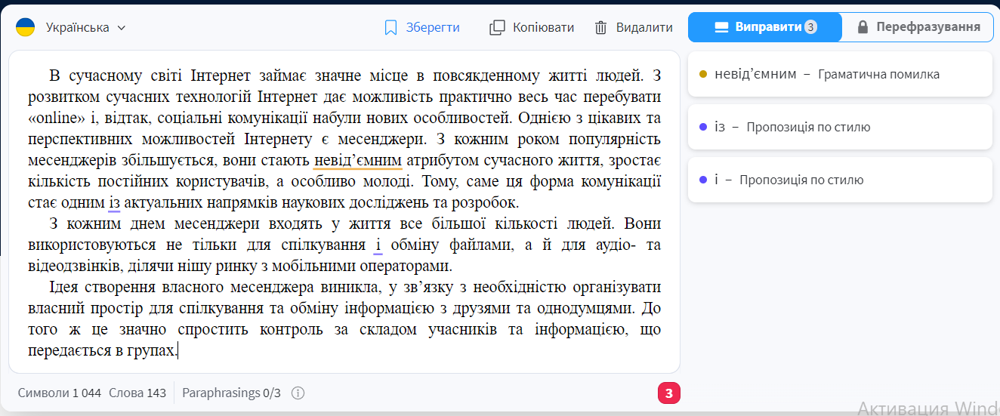 Українська
Зберегти
Копіювати
Видалити
Виправити 3
Перефразування
В сучасному світі Інтернет займає значне місце в повсякденному житті людей. З
розвитком сучасних технологій Інтернет дає можливість практично весь час перебувати
«online» і, відтак, соціальні комунікації набули нових особливостей. Однією з цікавих та
перспективних можливостей Інтернету є месенджери. З кожним роком популярність
месенджерів збільшується, вони стають невід’ємним атрибутом сучасного життя, зростає
кількість постійних користувачів, а особливо молоді. Тому, саме ця форма комунікації
стає одним із актуальних напрямків наукових досліджень та розробок.
З кожним днем месенджери входять у життя все більшої кількості людей. Вони
використовуються не тільки для спілкування і обміну файлами, а й для аудіо- та
відеодзвінків, ділячи нішу ринку з мобільними операторами.
Ідея створення власного месенджера виникла, у зв’язку з необхідністю організувати
власний простір для спілкування та обміну інформацією з друзями та однодумцями. До
того ж це значно спростить контроль за складом учасників та інформацією, що
передається в групах.
невід’ємним – Граматична помилка
із – Пропозиція по стилю
і – Пропозиція по стилю
Символи 1 044 Слова 143 Paraphrasings 0/3
3
Активация Windo